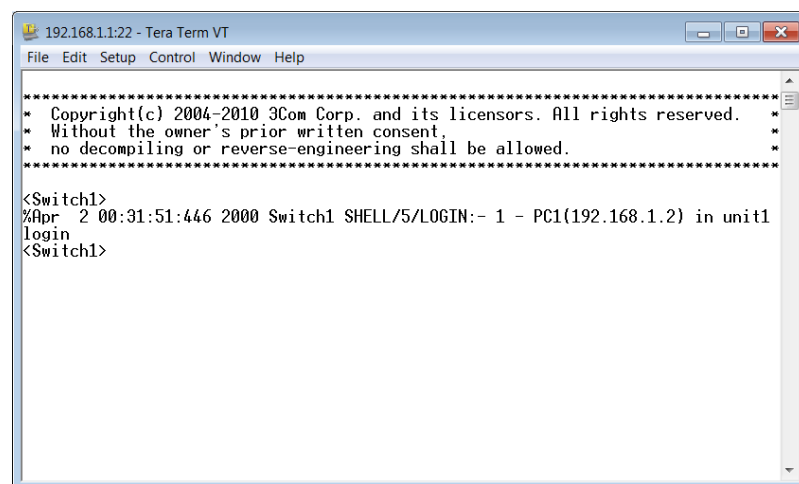 192.168.1.1:22 - Tera Term VT
File Edit Setup Control Window Help
*********************************************************************************
*  Copyright(c) 2004-2010 3Com Corp. and its licensors. All rights reserved.   *
*  Without the owner's prior written consent,                                  *
*  no decompiling or reverse-engineering shall be allowed.                     *
*********************************************************************************
<Switch1>
%Apr  2 00:31:51:446 2000 Switch1 SHELL/5/LOGIN:- 1 - PC1(192.168.1.2) in unit1
login
<Switch1>